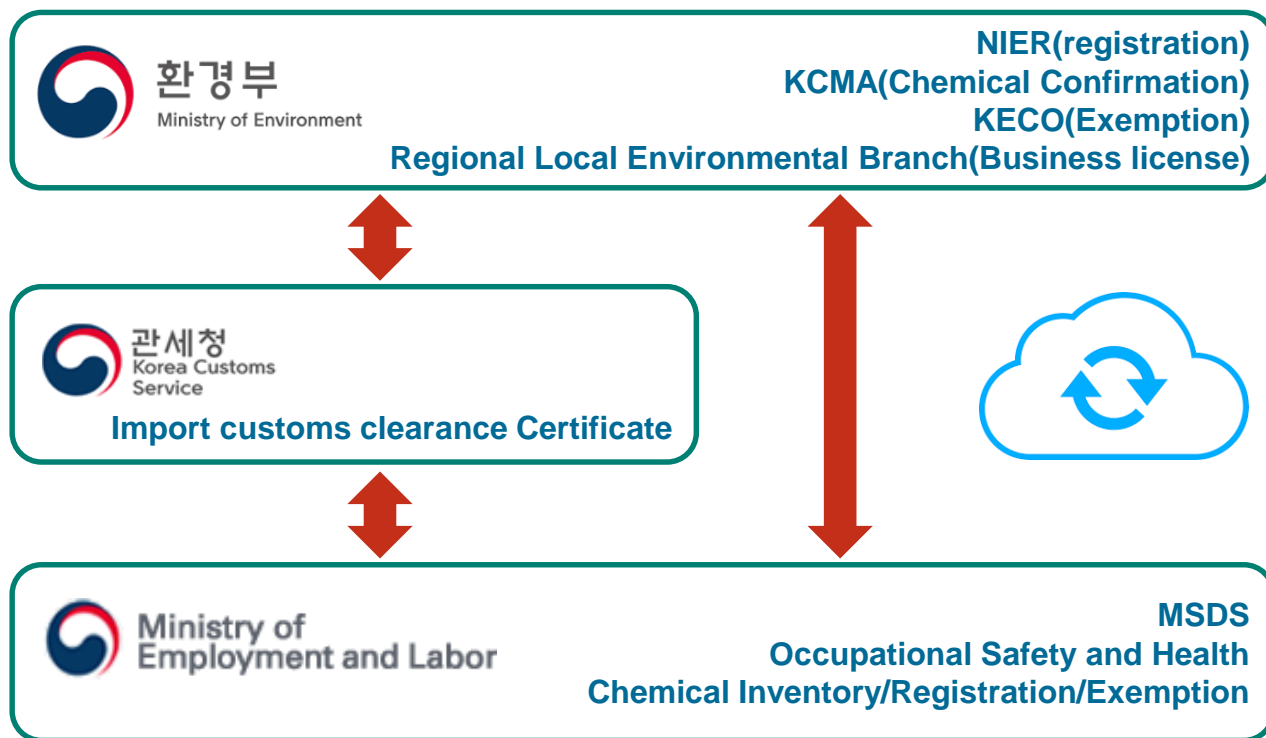 환경부
Ministry of Environment
NIER(registration)
KCMA(Chemical Confirmation)
KECO(Exemption)
Regional Local Environmental Branch(Business license)
관세청
Korea Customs
Service
Import customs clearance Certificate
Ministry of
Employment and Labor
MSDS
Occupational Safety and Health
Chemical Inventory/Registration/Exemption